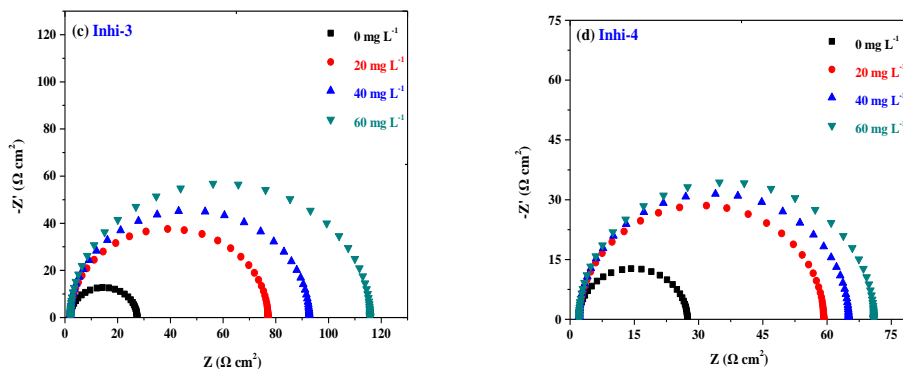 (c) Inhi-3
0 mg L⁻¹
20 mg L⁻¹
40 mg L⁻¹
60 mg L⁻¹
120
100
80
60
40
20
0
-Z' (Ω cm²)
0 20 40 60 80 100 120
Z (Ω cm²)
(d) Inhi-4
0 mg L⁻¹
20 mg L⁻¹
40 mg L⁻¹
60 mg L⁻¹
75
60
45
30
15
0
-Z' (Ω cm²)
0 15 30 45 60 75
Z (Ω cm²)